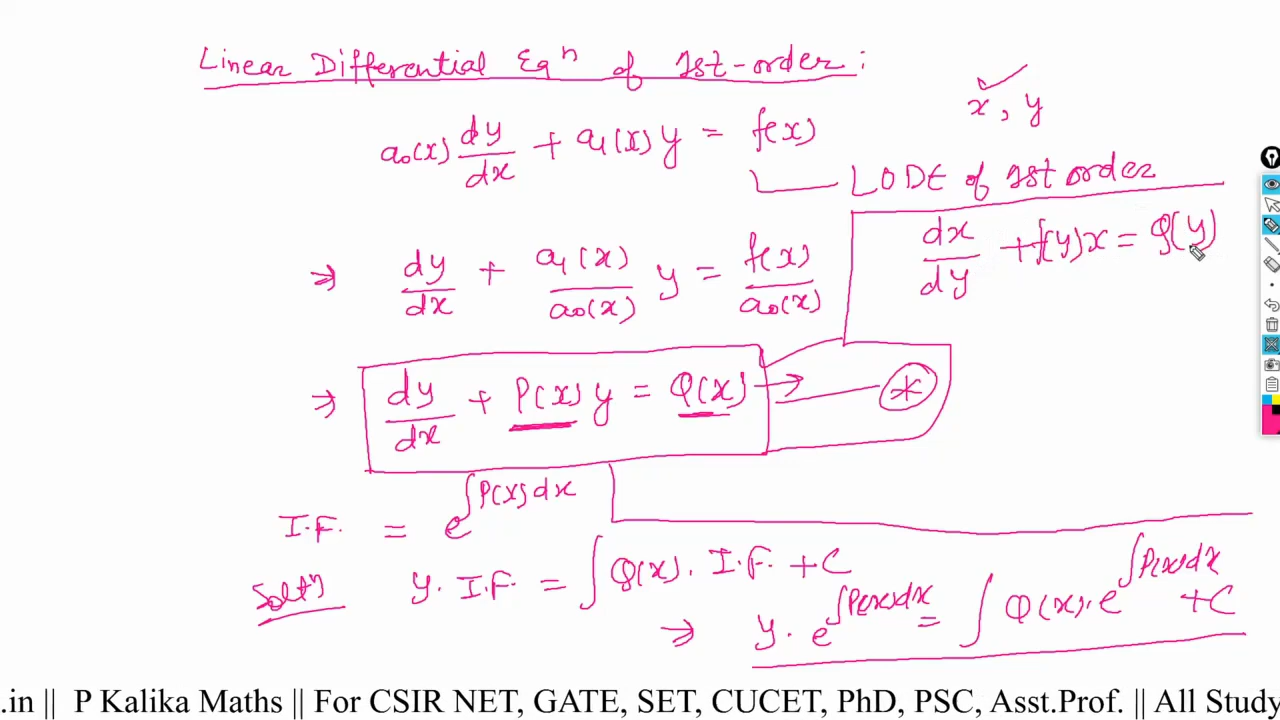 Linear Differential Eqⁿ of 1st-order :
x , y
a₀(x) dy/dx + a₁(x) y = f(x)
LODE of 1st order
dx/dy + f(y)x = Q(y)
⇒ dy/dx + a₁(x)/a₀(x) y = f(x)/a₀(x)
⇒ dy/dx + P(x) y = Q(x) → *
I.F. = e^∫P(x)dx
Soltⁿ y. I.F. = ∫ Q(x). I.F. + C
⇒ y. e^∫P(x)dx = ∫ Q(x). e^∫P(x)dx + C
.in || P Kalika Maths || For CSIR NET, GATE, SET, CUCET, PhD, PSC, Asst.Prof. || All Study